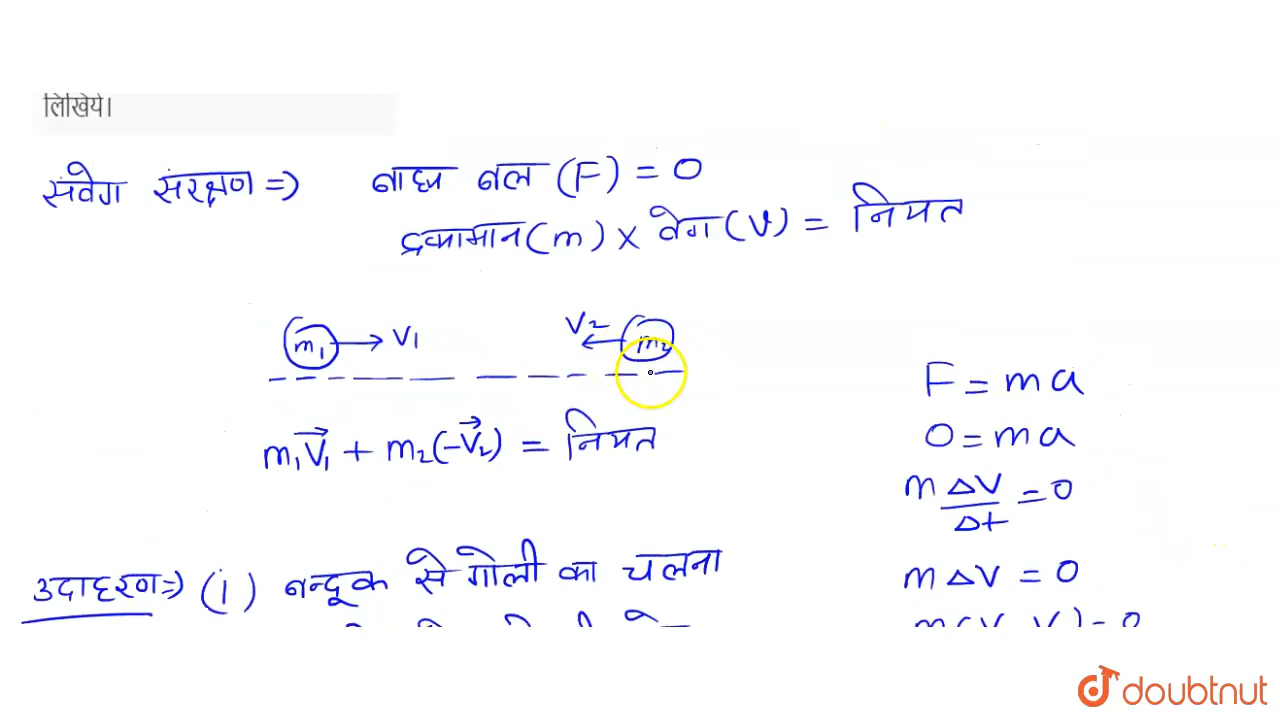 लिखिये।
संवेग संरक्षण ⇒ बाह्य बल (F) = 0
द्रव्यमान (m) × वेग (V) = नियत
m₁ → V₁ V₂ ← m₂
m₁V⃗₁ + m₂(-V⃗₂) = नियत
F = ma
0 = ma
m ΔV/Δt = 0
m ΔV = 0
उदाहरण ⇒ (i) बन्दूक से गोली का चलना
doubtnut